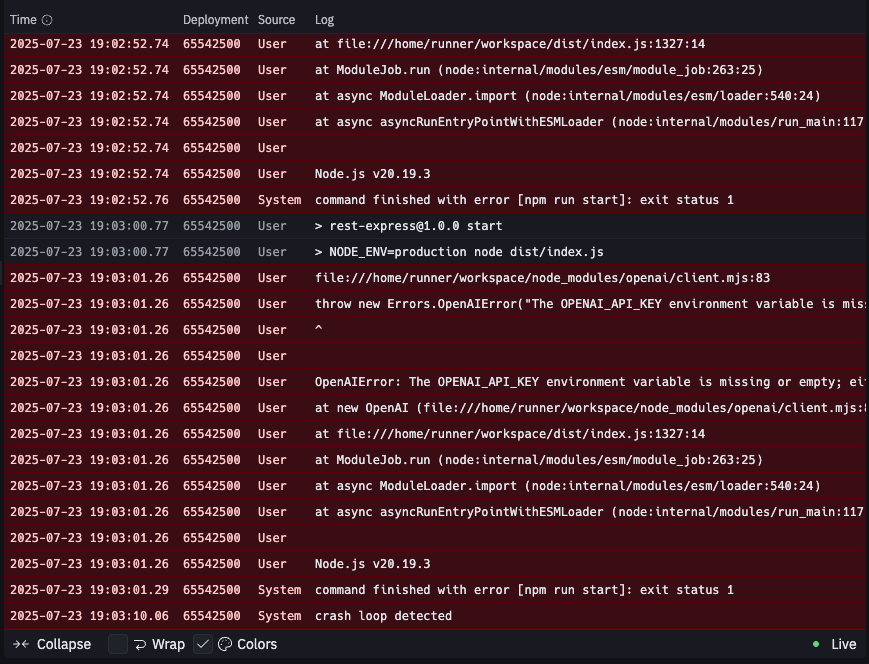 Time Deployment Source Log
2025-07-23 19:02:52.74 65542500 User at file:///home/runner/workspace/dist/index.js:1327:14
2025-07-23 19:02:52.74 65542500 User at ModuleJob.run (node:internal/modules/esm/module_job:263:25)
2025-07-23 19:02:52.74 65542500 User at async ModuleLoader.import (node:internal/modules/esm/loader:540:24)
2025-07-23 19:02:52.74 65542500 User at async asyncRunEntryPointWithESMLoader (node:internal/modules/run_main:117
2025-07-23 19:02:52.74 65542500 User
2025-07-23 19:02:52.74 65542500 User Node.js v20.19.3
2025-07-23 19:02:52.76 65542500 System command finished with error [npm run start]: exit status 1
2025-07-23 19:03:00.77 65542500 User > rest-express@1.0.0 start
2025-07-23 19:03:00.77 65542500 User > NODE_ENV=production node dist/index.js
2025-07-23 19:03:01.26 65542500 User file:///home/runner/workspace/node_modules/openai/client.mjs:83
2025-07-23 19:03:01.26 65542500 User throw new Errors.OpenAIError("The OPENAI_API_KEY environment variable is miss
2025-07-23 19:03:01.26 65542500 User ^
2025-07-23 19:03:01.26 65542500 User
2025-07-23 19:03:01.26 65542500 User OpenAIError: The OPENAI_API_KEY environment variable is missing or empty; eit
2025-07-23 19:03:01.26 65542500 User at new OpenAI (file:///home/runner/workspace/node_modules/openai/client.mjs:8
2025-07-23 19:03:01.26 65542500 User at file:///home/runner/workspace/dist/index.js:1327:14
2025-07-23 19:03:01.26 65542500 User at ModuleJob.run (node:internal/modules/esm/module_job:263:25)
2025-07-23 19:03:01.26 65542500 User at async ModuleLoader.import (node:internal/modules/esm/loader:540:24)
2025-07-23 19:03:01.26 65542500 User at async asyncRunEntryPointWithESMLoader (node:internal/modules/run_main:117
2025-07-23 19:03:01.26 65542500 User
2025-07-23 19:03:01.26 65542500 User Node.js v20.19.3
2025-07-23 19:03:01.29 65542500 System command finished with error [npm run start]: exit status 1
2025-07-23 19:03:10.06 65542500 System crash loop detected
Collapse Wrap Colors Live